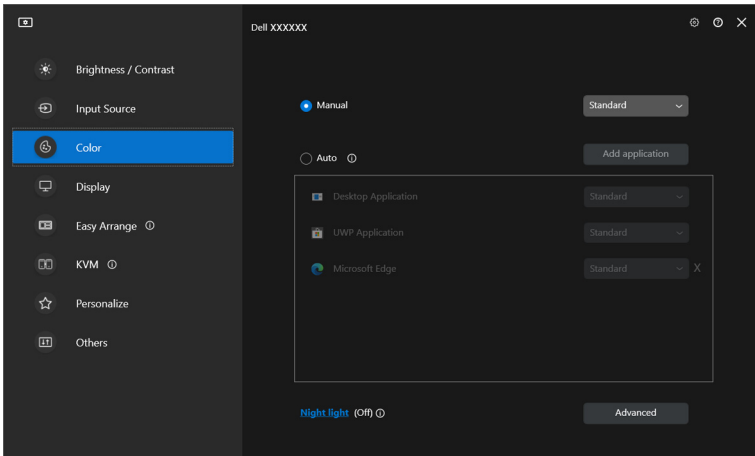 Dell XXXXXX
Brightness / Contrast
Input Source
Color
Display
Easy Arrange
KVM
Personalize
Others
Manual
Standard
Auto
Add application
Desktop Application
Standard
UWP Application
Standard
Microsoft Edge
Standard
X
Night light (Off)
Advanced